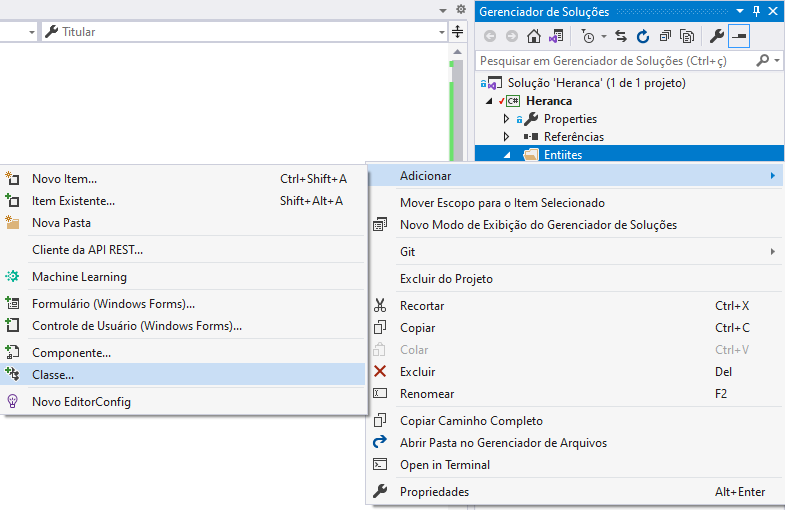 Titular
Gerenciador de Soluções
Pesquisar em Gerenciador de Soluções (Ctrl+ç)
Solução 'Heranca' (1 de 1 projeto)
C# Heranca
Properties
Referências
Entiites
Adicionar
Mover Escopo para o Item Selecionado
Novo Modo de Exibição do Gerenciador de Soluções
Git
Excluir do Projeto
Recortar Ctrl+X
Copiar Ctrl+C
Colar Ctrl+V
Excluir Del
Renomear F2
Copiar Caminho Completo
Abrir Pasta no Gerenciador de Arquivos
Open in Terminal
Propriedades Alt+Enter
Novo Item... Ctrl+Shift+A
Item Existente... Shift+Alt+A
Nova Pasta
Cliente da API REST...
Machine Learning
Formulário (Windows Forms)...
Controle de Usuário (Windows Forms)...
Componente...
Classe...
Novo EditorConfig